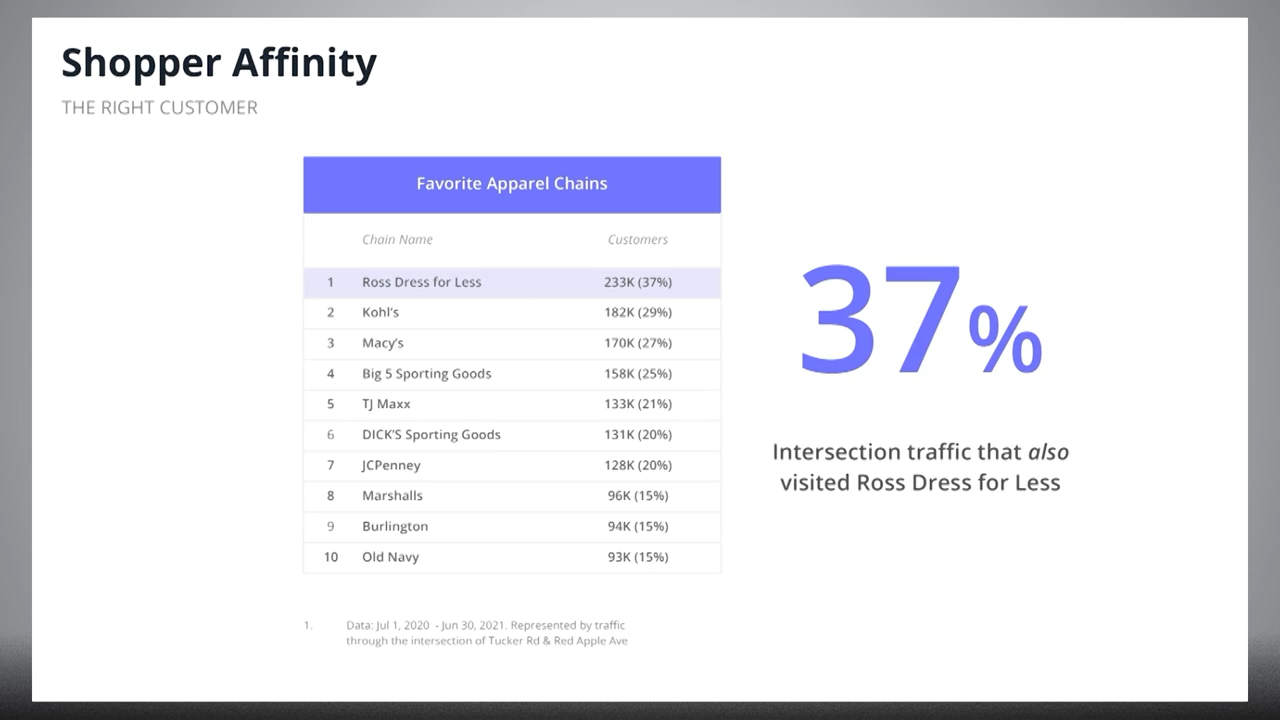 Shopper Affinity
THE RIGHT CUSTOMER
Favorite Apparel Chains
Chain Name Customers
1 Ross Dress for Less 233K (37%)
2 Kohl's 182K (29%)
3 Macy's 170K (27%)
4 Big 5 Sporting Goods 158K (25%)
5 TJ Maxx 133K (21%)
6 DICK'S Sporting Goods 131K (20%)
7 JCPenney 128K (20%)
8 Marshalls 96K (15%)
9 Burlington 94K (15%)
10 Old Navy 93K (15%)
37%
Intersection traffic that also
visited Ross Dress for Less
1. Data: Jul 1, 2020 - Jun 30, 2021. Represented by traffic
through the intersection of Tucker Rd & Red Apple Ave